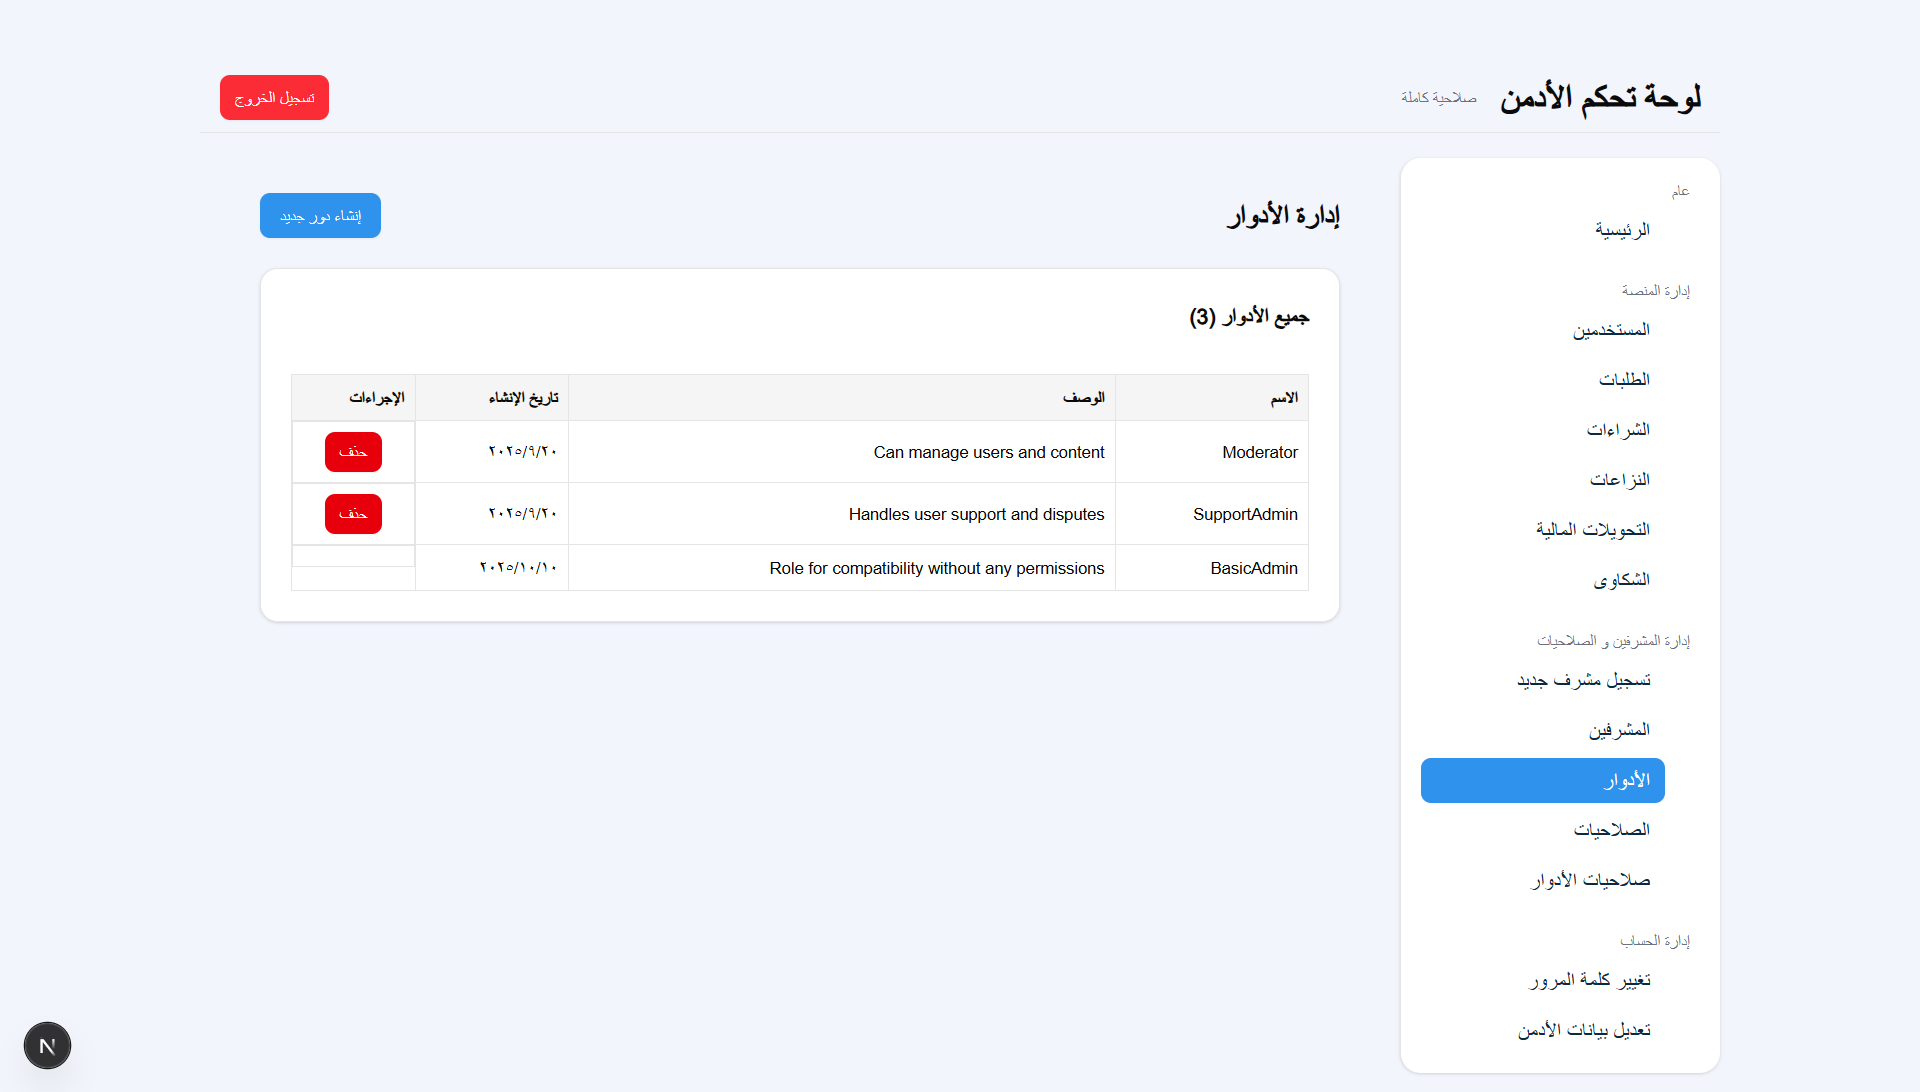 لوحة تحكم الأدمن
صلاحية كاملة
تسجيل الخروج
عام
الرئيسية
إدارة المنصة
المستخدمين
الطلبات
الشراءات
النزاعات
التحويلات المالية
الشكاوى
إدارة المشرفين و الصلاحيات
تسجيل مشرف جديد
المشرفين
الأدوار
الصلاحيات
صلاحيات الأدوار
إدارة الحساب
تغيير كلمة المرور
تعديل بيانات الأدمن
إدارة الأدوار
إنشاء دور جديد
جميع الأدوار (3)
الاسم الوصف تاريخ الإنشاء الإجراءات
Moderator Can manage users and content ٢٠٢٥/٩/٢٠ حذف
SupportAdmin Handles user support and disputes ٢٠٢٥/٩/٢٠ حذف
BasicAdmin Role for compatibility without any permissions ٢٠٢٥/١٠/١٠
N